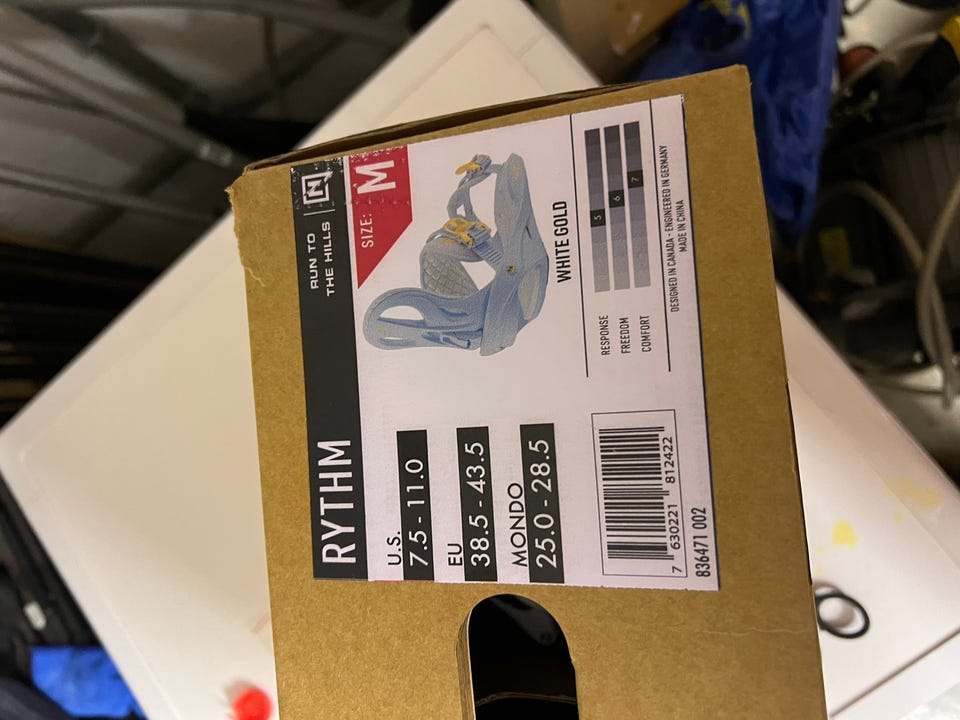 RYTHM
RUN TO
THE HILLS
N
U.S.
7.5 - 11.0
EU
38.5 - 43.5
MONDO
25.0 - 28.5
SIZE: M
WHITE GOLD
RESPONSE 5
FREEDOM 6
COMFORT 7
DESIGNED IN CANADA - ENGINEERED IN GERMANY
MADE IN CHINA
7 630221 812422
836471 002